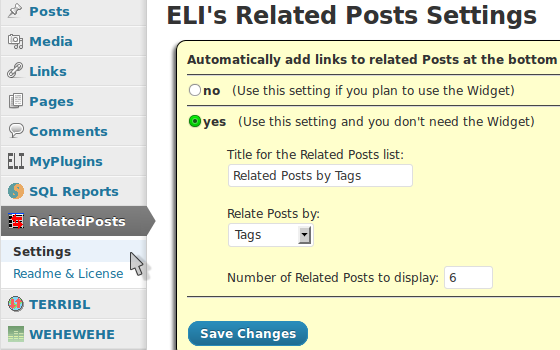 Posts
Media
Links
Pages
Comments
ELI MyPlugins
SQL Reports
RelatedPosts
Settings
Readme & License
TERRIBL
WEHEWEHE
ELI's Related Posts Settings
Automatically add links to related Posts at the bottom
no (Use this setting if you plan to use the Widget)
yes (Use this setting and you don't need the Widget)
Title for the Related Posts list:
Related Posts by Tags
Relate Posts by:
Tags
Number of Related Posts to display: 6
Save Changes